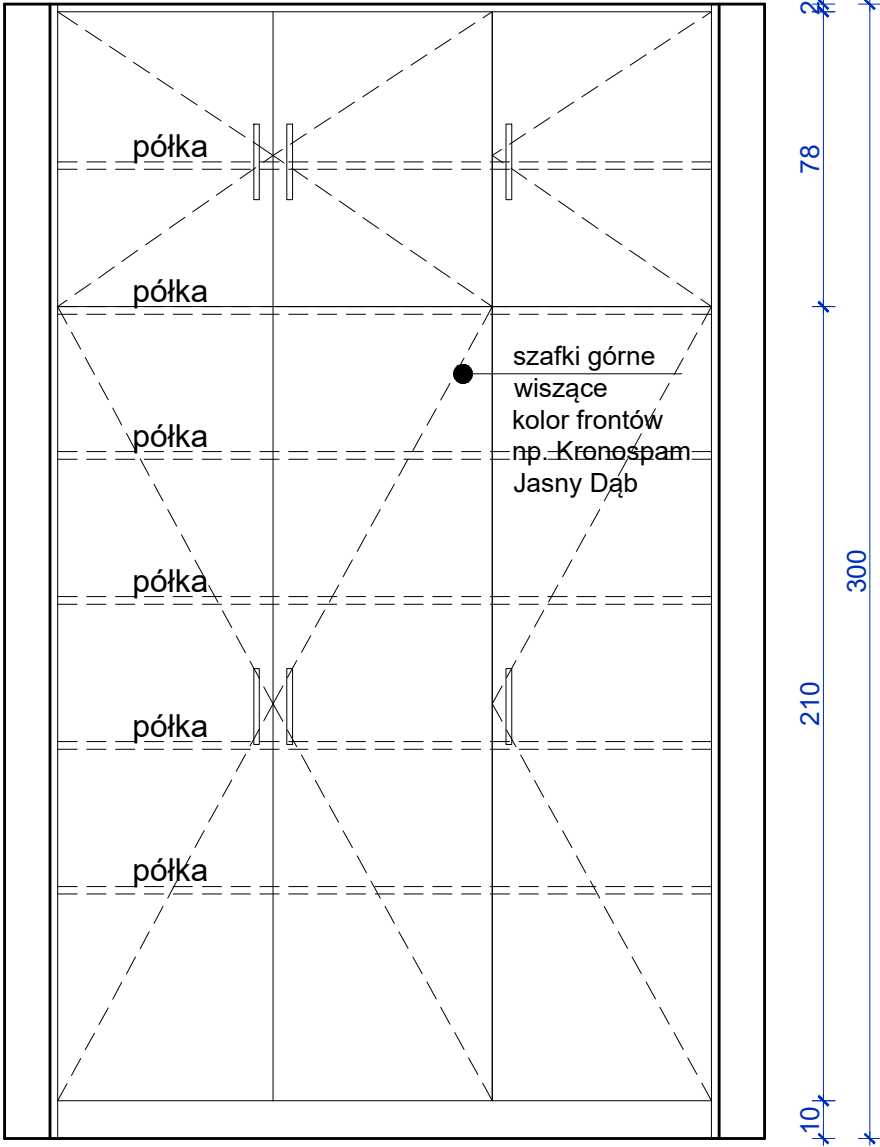 2
półka
78
półka
szafki górne
wiszące
kolor frontów
np. Kronospam
Jasny Dąb
półka
300
półka
210
półka
półka
10